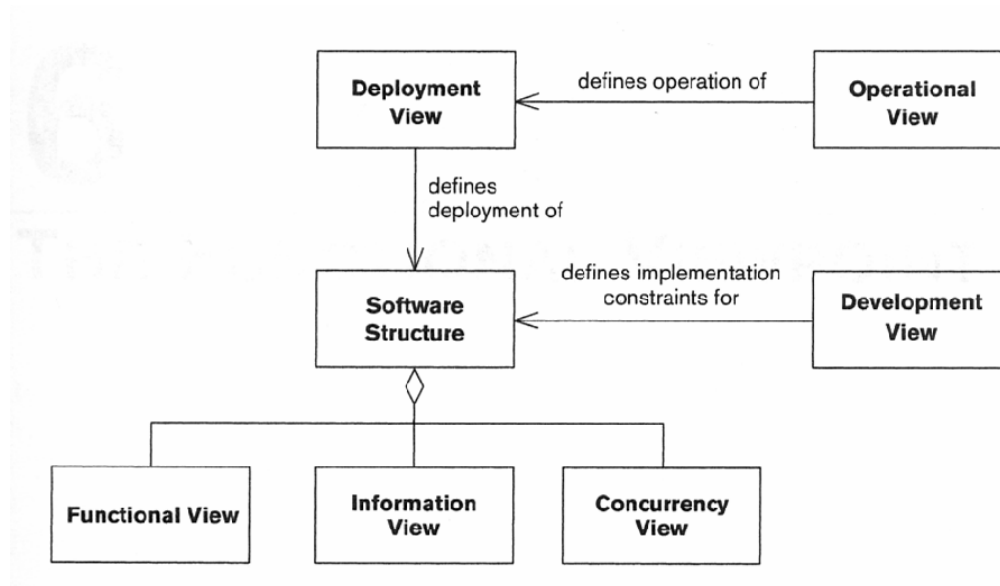 Deployment
View
defines operation of
Operational
View
defines
deployment of
Software
Structure
defines implementation
constraints for
Development
View
Functional View
Information
View
Concurrency
View